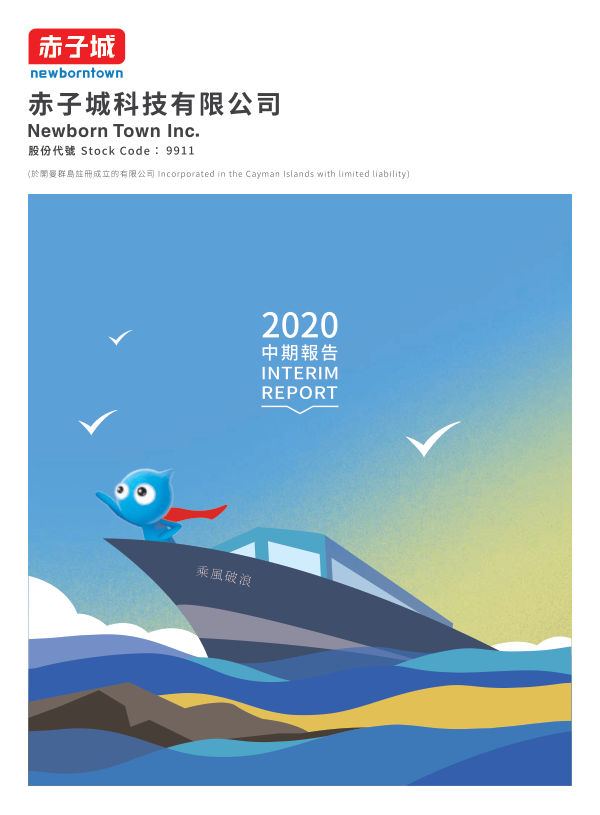 赤子城
newborntown
赤子城科技有限公司
Newborn Town Inc.
股份代號 Stock Code： 9911
(於開曼群島註冊成立的有限公司 Incorporated in the Cayman Islands with limited liability)
2020
中期報告
INTERIM
REPORT
乘風破浪